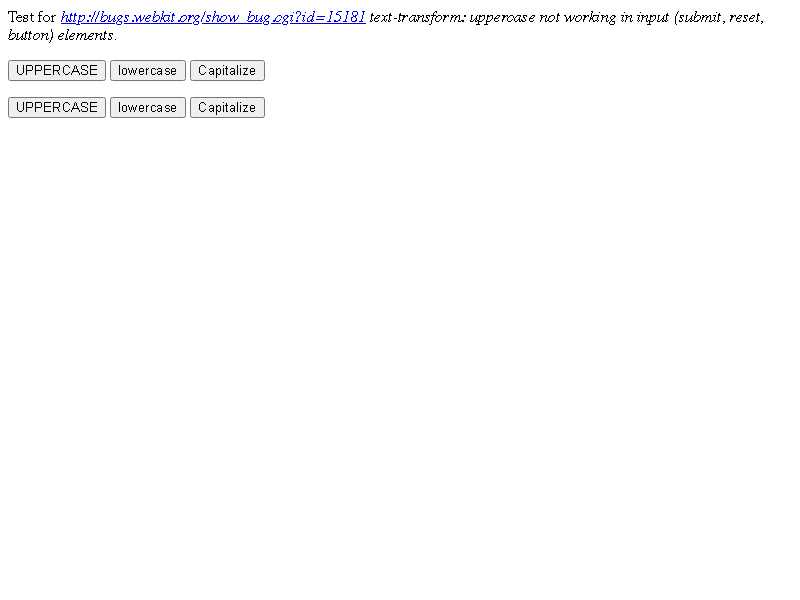 Test for http://bugs.webkit.org/show_bug.cgi?id=15181 text-transform: uppercase not working in input (submit, reset,
button) elements.
UPPERCASE lowercase Capitalize
UPPERCASE lowercase Capitalize